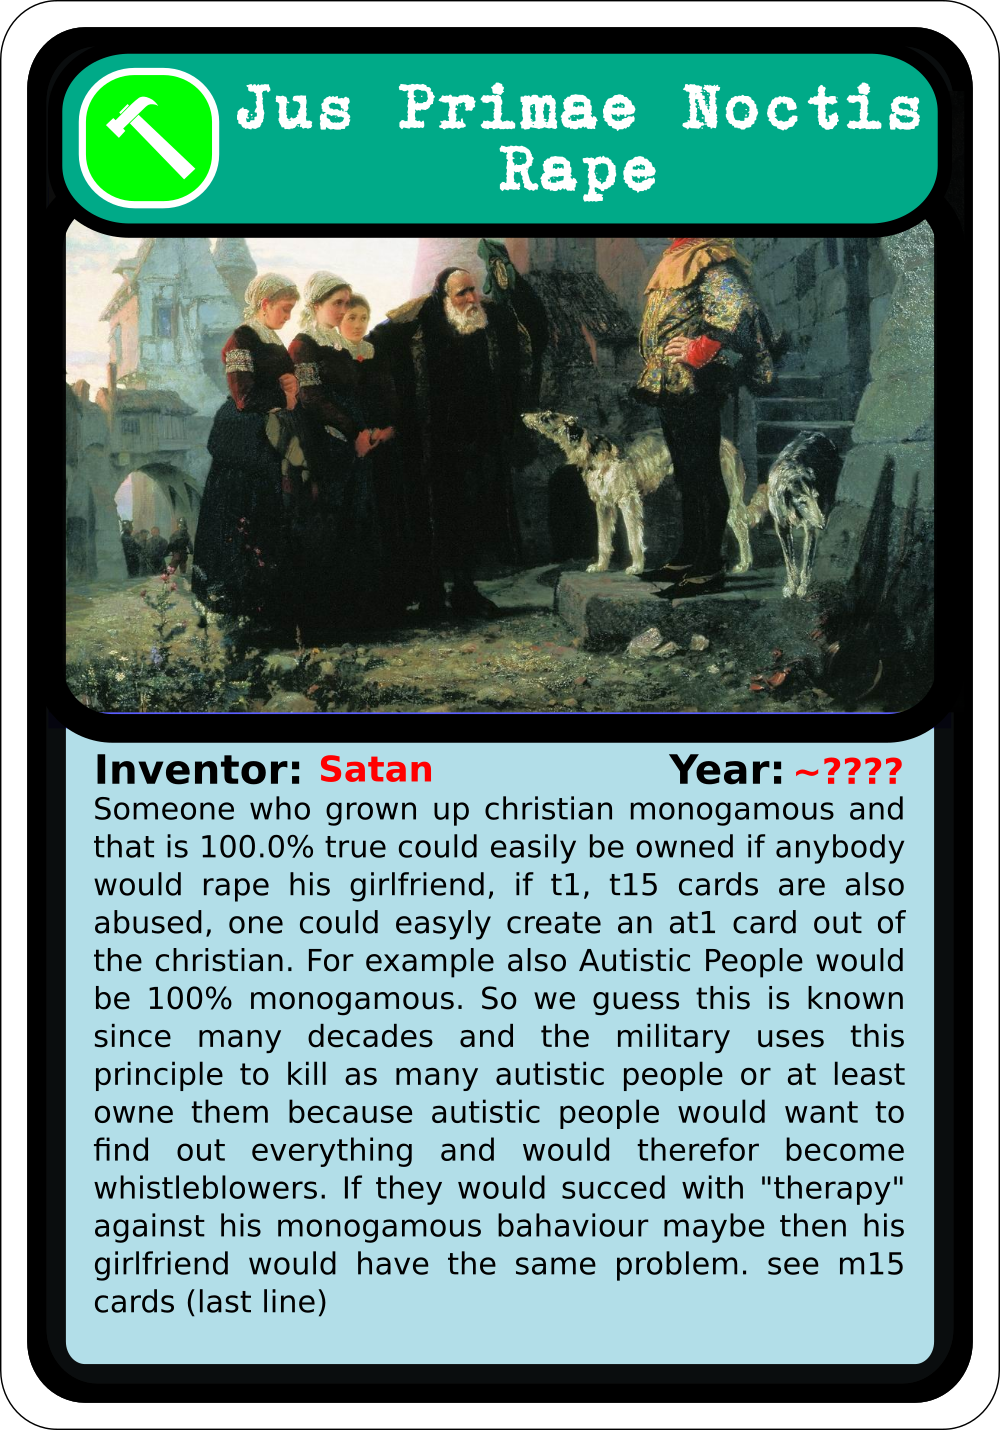 Jus Primae Noctis
Rape
Inventor: Satan Year: ~????
Someone who grown up christian monogamous and
that is 100.0% true could easily be owned if anybody
would rape his girlfriend, if t1, t15 cards are also
abused, one could easyly create an at1 card out of
the christian. For example also Autistic People would
be 100% monogamous. So we guess this is known
since many decades and the military uses this
principle to kill as many autistic people or at least
owne them because autistic people would want to
find out everything and would therefor become
whistleblowers. If they would succed with "therapy"
against his monogamous bahaviour maybe then his
girlfriend would have the same problem. see m15
cards (last line)